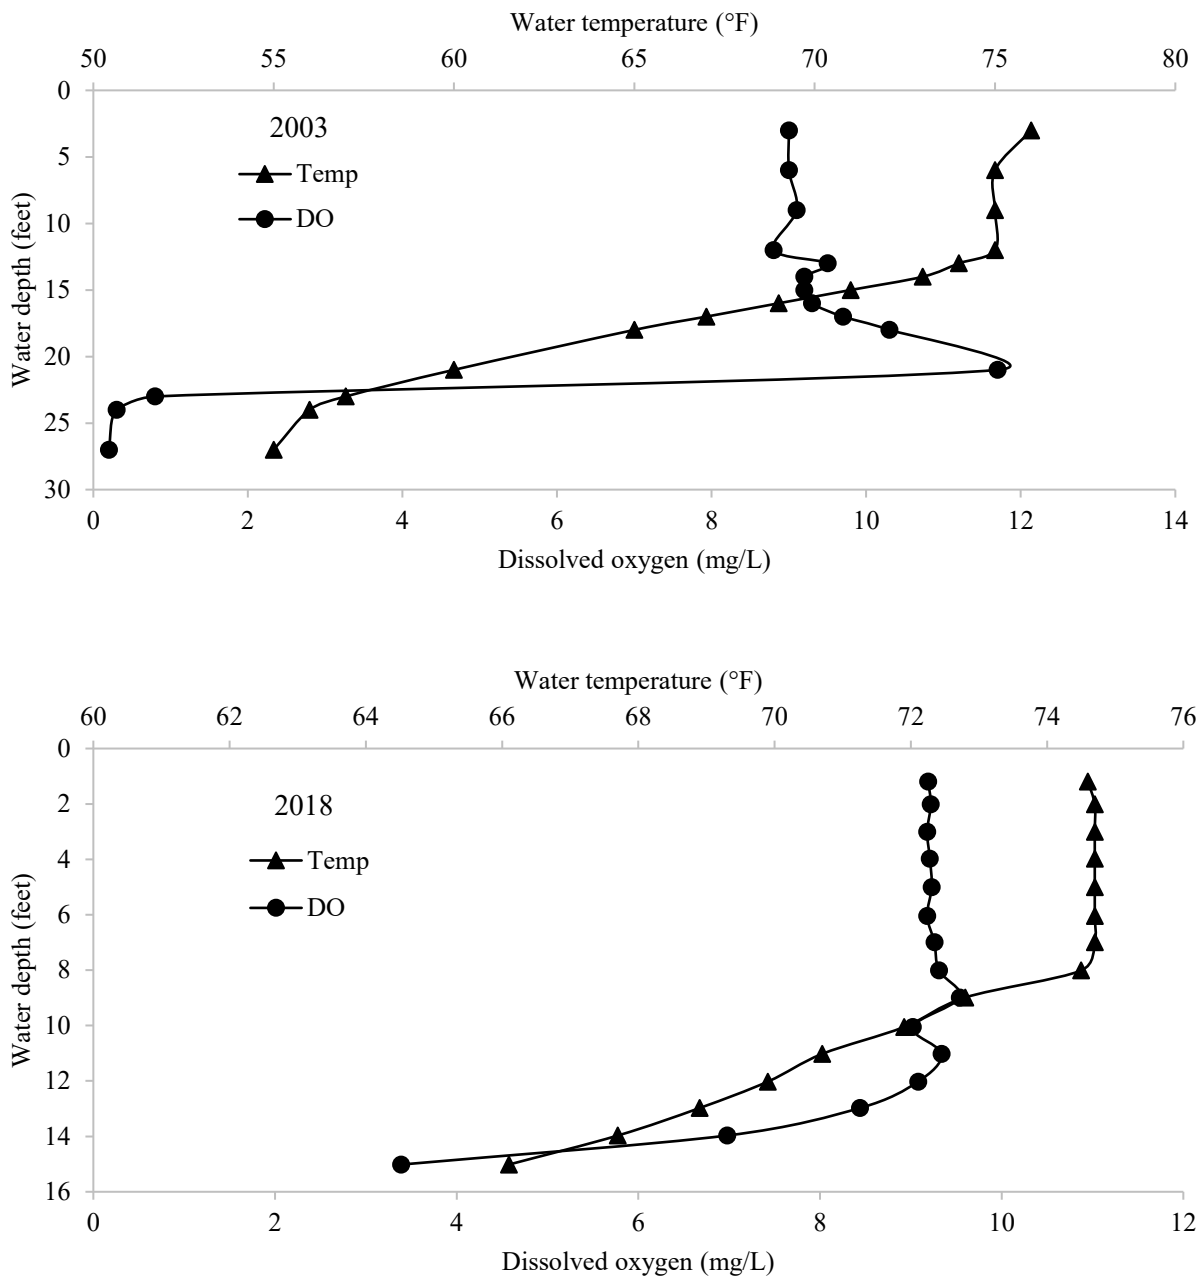 Water temperature (°F)
50 55 60 65 70 75 80
0
2003
5
Temp
DO
10
Water depth (feet)
15
20
25
30
0 2 4 6 8 10 12 14
Dissolved oxygen (mg/L)
Water temperature (°F)
60 62 64 66 68 70 72 74 76
0
2
2018
4
Temp
6
DO
8
Water depth (feet)
10
12
14
16
0 2 4 6 8 10 12
Dissolved oxygen (mg/L)